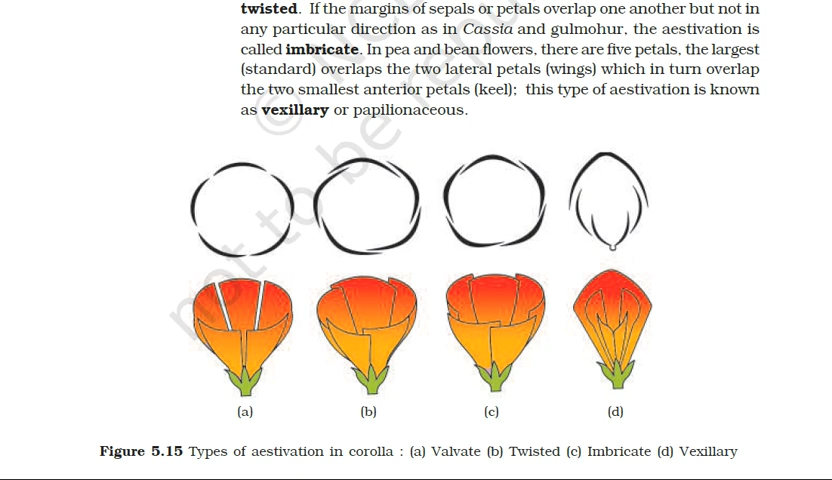 twisted. If the margins of sepals or petals overlap one another but not in
any particular direction as in Cassia and gulmohur, the aestivation is
called imbricate. In pea and bean flowers, there are five petals, the largest
(standard) overlaps the two lateral petals (wings) which in turn overlap
the two smallest anterior petals (keel); this type of aestivation is known
as vexillary or papilionaceous.
(a)
(b)
(c)
(d)
Figure 5.15 Types of aestivation in corolla : (a) Valvate (b) Twisted (c) Imbricate (d) Vexillary